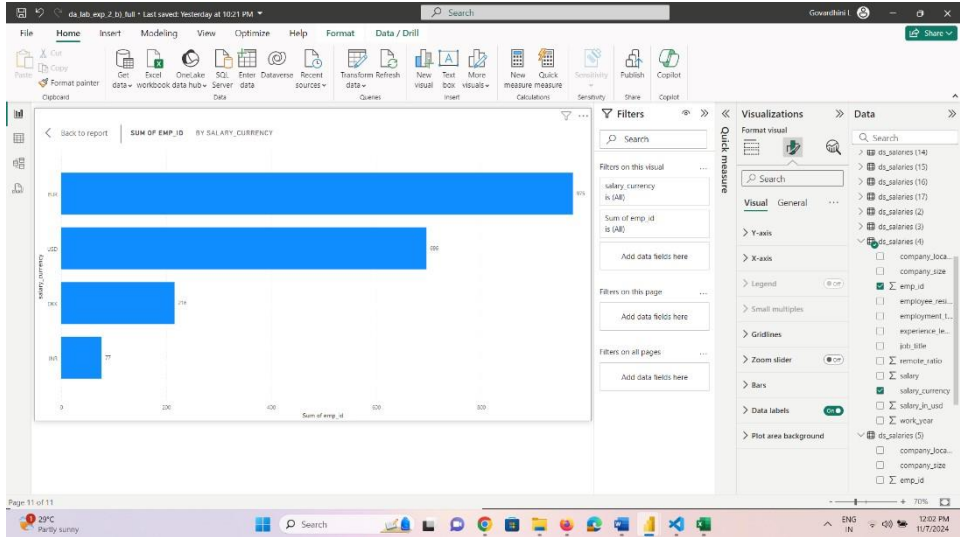 da_lab_exp_2_b)_full • Last saved: Yesterday at 10:21 PM
Search
Govardhini L
File Home Insert Modeling View Optimize Help Format Data / Drill
Share
Paste
Cut
Copy
Format painter
Clipboard
Get data
Excel workbook
OneLake data hub
SQL Server
Enter data
Dataverse
Recent sources
Data
Transform data
Refresh
Queries
New visual
Text box
More visuals
Insert
New measure
Quick measure
Calculations
Sensitivity
Sensitivity
Publish
Share
Copilot
Copilot
Back to report
SUM OF EMP_ID BY SALARY_CURRENCY
salary_currency
USD
216
77
0 200 400 600 800
Sum of emp_id
Filters
Search
Filters on this visual
salary_currency
is (All)
Sum of emp_id
is (All)
Add data fields here
Filters on this page
Add data fields here
Filters on all pages
Add data fields here
Quick measure
Visualizations
Format visual
Search
Visual General
Y-axis
X-axis
Legend Off
Small multiples
Gridlines
Zoom slider Off
Bars
Data labels On
Plot area background
Data
Search
ds_salaries (14)
ds_salaries (15)
ds_salaries (16)
ds_salaries (17)
ds_salaries (2)
ds_salaries (3)
ds_salaries (4)
company_loca...
company_size
emp_id
employee_resi...
employment_t...
experience_le...
job_title
remote_ratio
salary
salary_currency
salary_in_usd
work_year
ds_salaries (5)
company_loca...
company_size
emp_id
Page 11 of 11
70%
29°C
Partly sunny
Search
ENG
IN
12:02 PM
11/7/2024